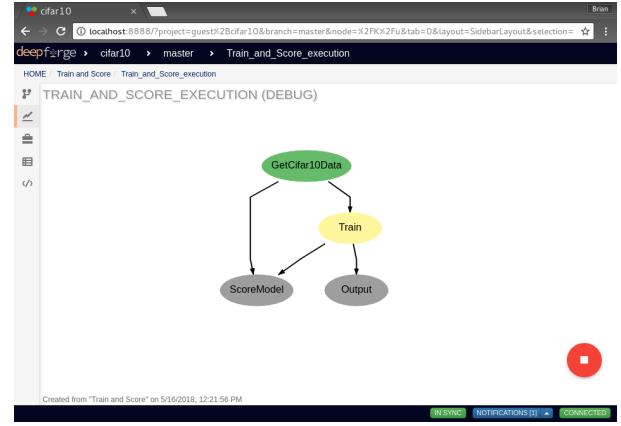 cifar10
Brian
localhost:8888/?project=guest%2Bcifar10&branch=master&node=%2FK%2Fu&tab=0&layout=SidebarLayout&selection=
deepforge › cifar10 › master › Train_and_Score_execution
HOME / Train and Score / Train_and_Score_execution
TRAIN_AND_SCORE_EXECUTION (DEBUG)
GetCifar10Data
Train
ScoreModel
Output
Created from "Train and Score" on 5/16/2018, 12:21:56 PM
IN SYNC NOTIFICATIONS [1] CONNECTED